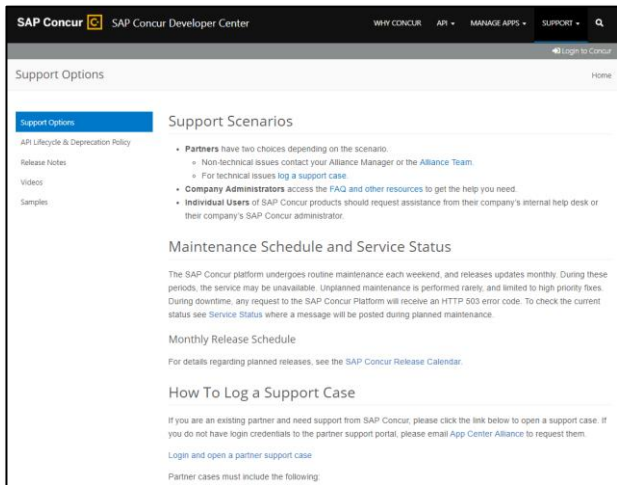 SAP Concur C SAP Concur Developer Center WHY CONCUR API MANAGE APPS SUPPORT
Login to Concur
Support Options Home
Support Options
API Lifecycle & Deprecation Policy
Release Notes
Videos
Samples
Support Scenarios
• Partners have two choices depending on the scenario.
Non-technical issues contact your Alliance Manager or the Alliance Team.
For technical issues log a support case.
• Company Administrators access the FAQ and other resources to get the help you need.
• Individual Users of SAP Concur products should request assistance from their company's internal help desk or
their company's SAP Concur administrator.
Maintenance Schedule and Service Status
The SAP Concur platform undergoes routine maintenance each weekend, and releases updates monthly. During these
periods, the service may be unavailable. Unplanned maintenance is performed rarely, and limited to high priority fixes.
During downtime, any request to the SAP Concur Platform will receive an HTTP 503 error code. To check the current
status see Service Status where a message will be posted during planned maintenance.
Monthly Release Schedule
For details regarding planned releases, see the SAP Concur Release Calendar.
How To Log a Support Case
If you are an existing partner and need support from SAP Concur, please click the link below to open a support case. If
you do not have login credentials to the partner support portal, please email App Center Alliance to request them.
Login and open a partner support case
Partner cases must include the following: